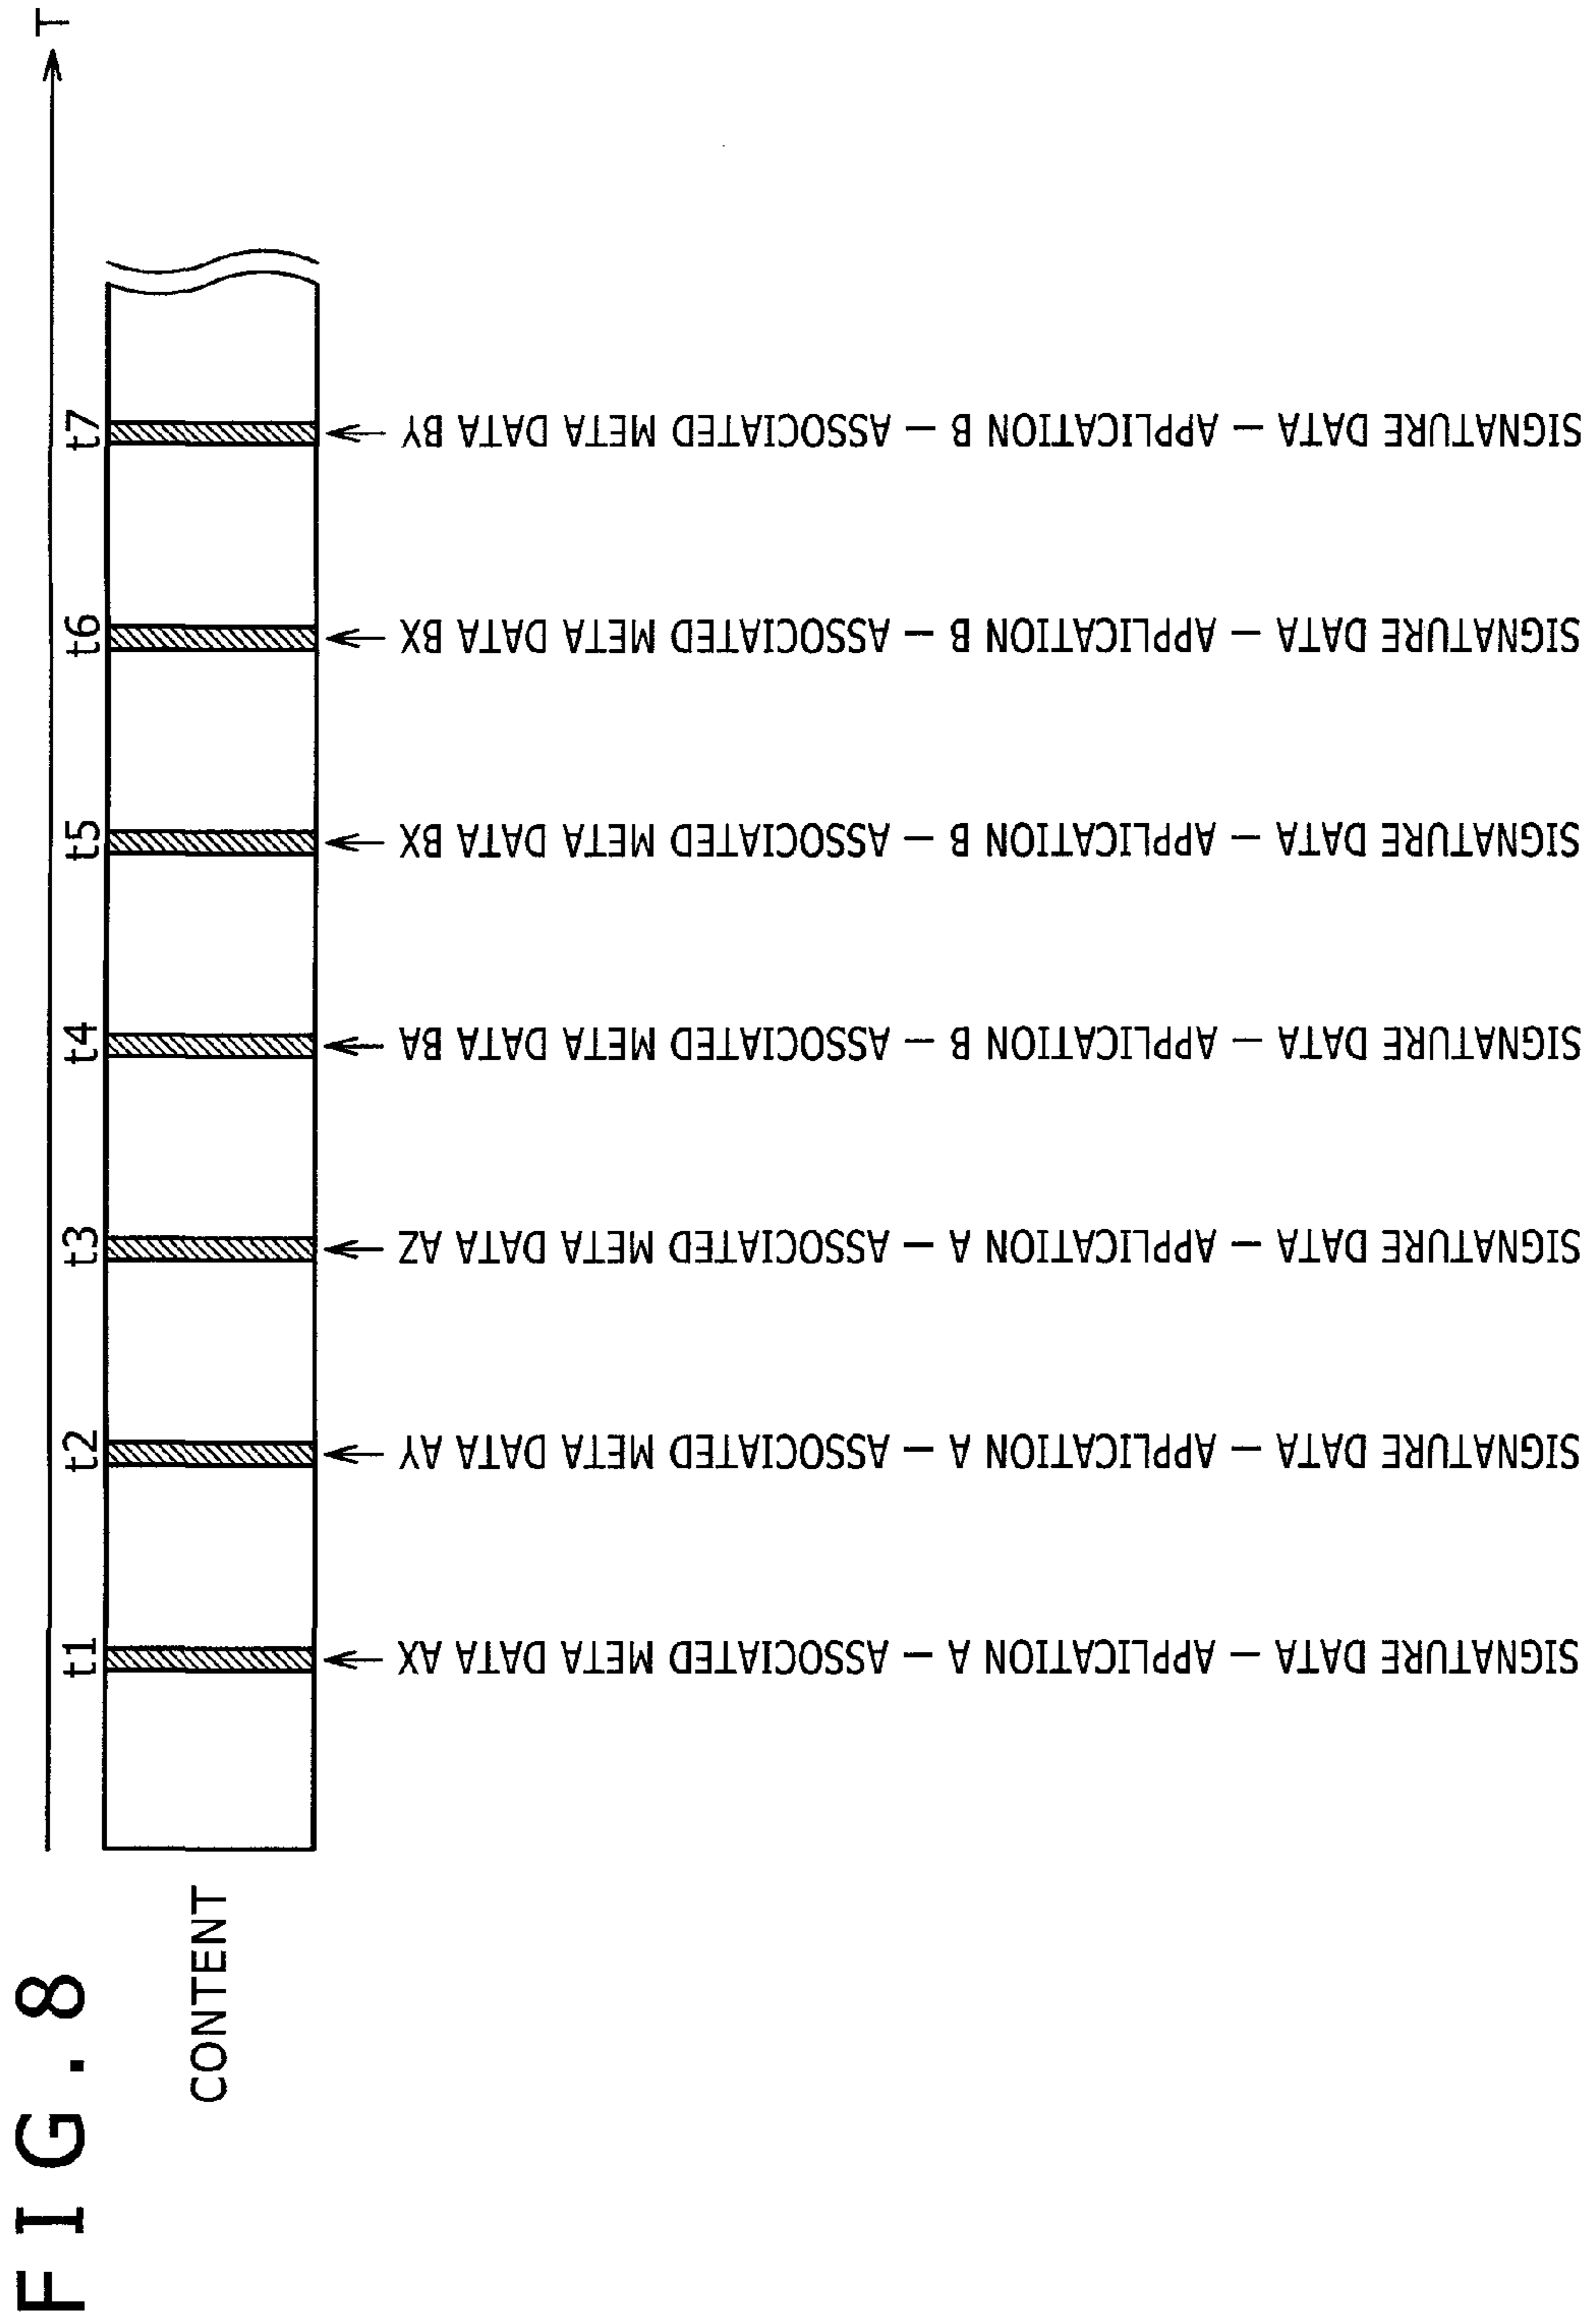 FIG. 8
T
t1
t2
t3
t4
t5
t6
t7
CONTENT
SIGNATURE DATA — APPLICATION A — ASSOCIATED META DATA AX
SIGNATURE DATA — APPLICATION A — ASSOCIATED META DATA AY
SIGNATURE DATA — APPLICATION A — ASSOCIATED META DATA AZ
SIGNATURE DATA — APPLICATION B — ASSOCIATED META DATA BA
SIGNATURE DATA — APPLICATION B — ASSOCIATED META DATA BX
SIGNATURE DATA — APPLICATION B — ASSOCIATED META DATA BX
SIGNATURE DATA — APPLICATION B — ASSOCIATED META DATA BY